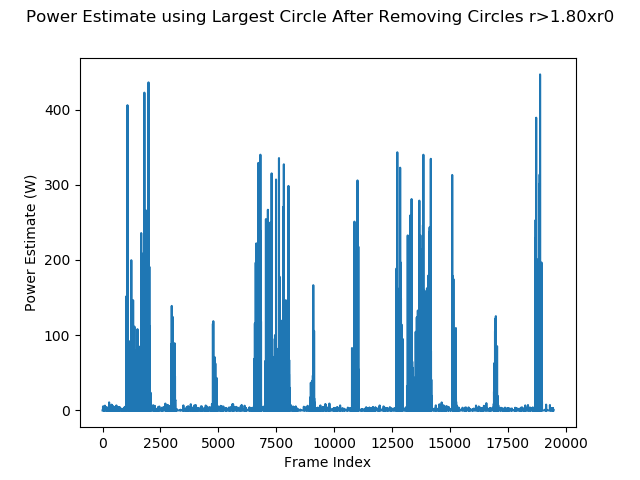 Power Estimate using Largest Circle After Removing Circles r>1.80xr0
400
300
200
100
0
Power Estimate (W)
0 2500 5000 7500 10000 12500 15000 17500 20000
Frame Index